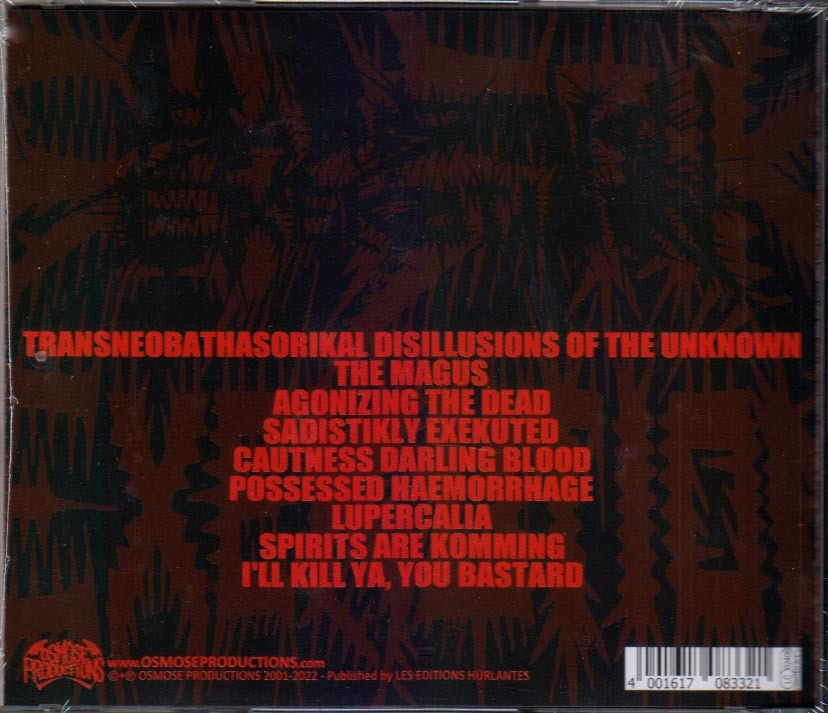 TRANSNEOBATHASORIKAL DISILLUSIONS OF THE UNKNOWN
THE MAGUS
AGONIZING THE DEAD
SADISTIKLY EXEKUTED
CAUTNESS DARLING BLOOD
POSSESSED HAEMORRHAGE
LUPERCALIA
SPIRITS ARE KOMMING
I'LL KILL YA, YOU BASTARD
OSMOSE
PRODUCTIONS
www.OSMOSEPRODUCTIONS.com
©+℗ OSMOSE PRODUCTIONS 2001-2022 - Published by LES EDITIONS HURLANTES
4 001617 083321